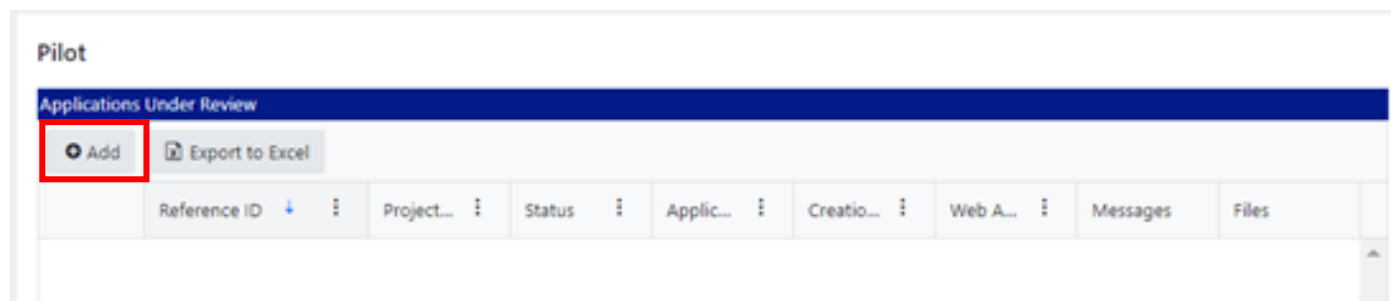 Pilot
Applications Under Review
Add Export to Excel
Reference ID Project... Status Applic... Creatio... Web A... Messages Files